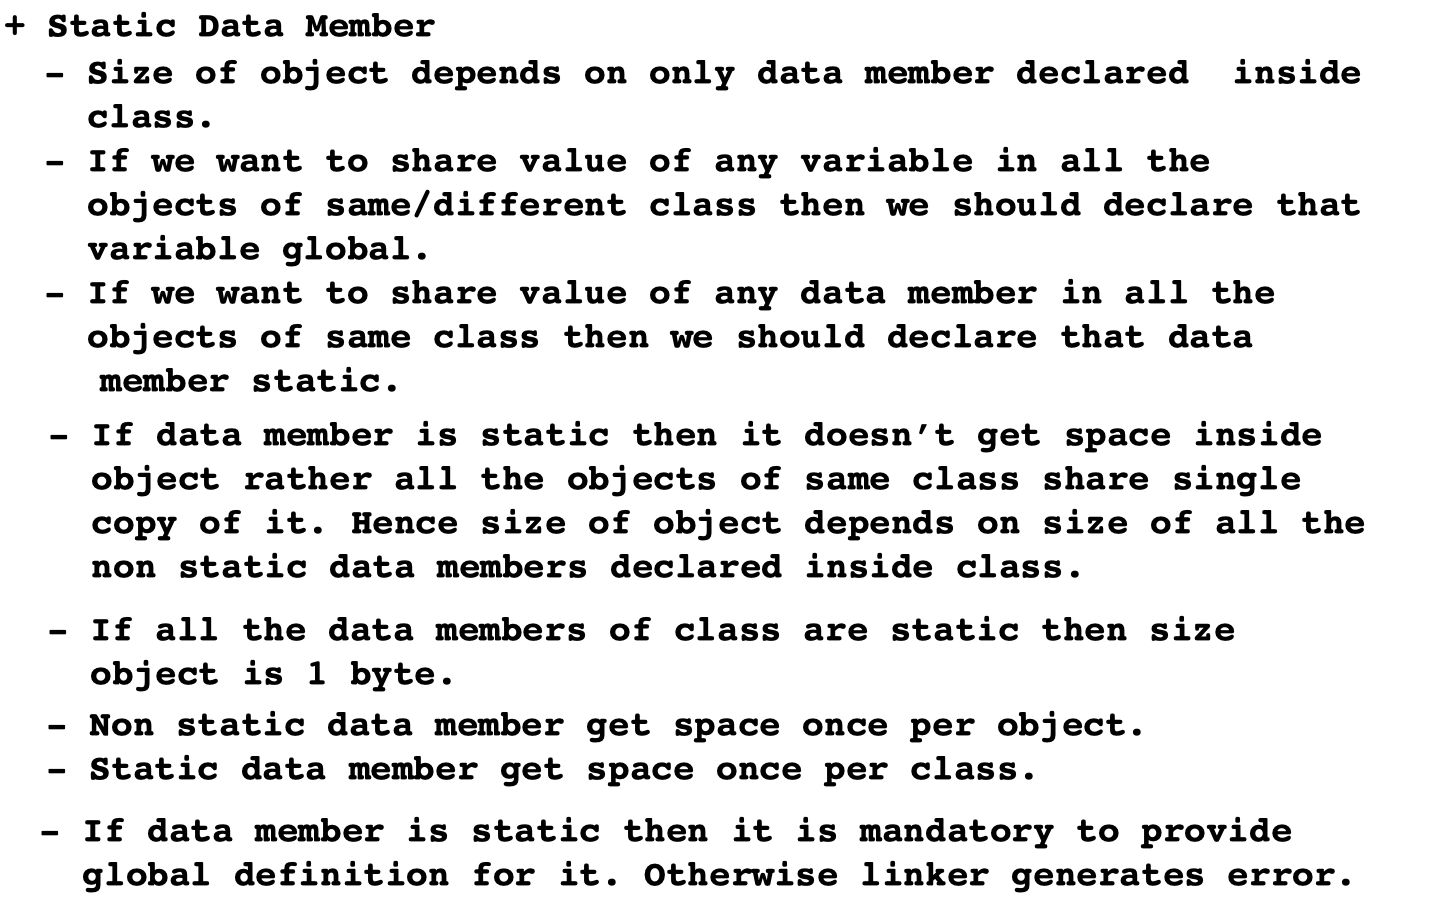 + Static Data Member
- Size of object depends on only data member declared  inside
class.
- If we want to share value of any variable in all the
objects of same/different class then we should declare that
variable global.
- If we want to share value of any data member in all the
objects of same class then we should declare that data
member static.
- If data member is static then it doesn’t get space inside
object rather all the objects of same class share single
copy of it. Hence size of object depends on size of all the
non static data members declared inside class.
- If all the data members of class are static then size
object is 1 byte.
- Non static data member get space once per object.
- Static data member get space once per class.
- If data member is static then it is mandatory to provide
global definition for it. Otherwise linker generates error.